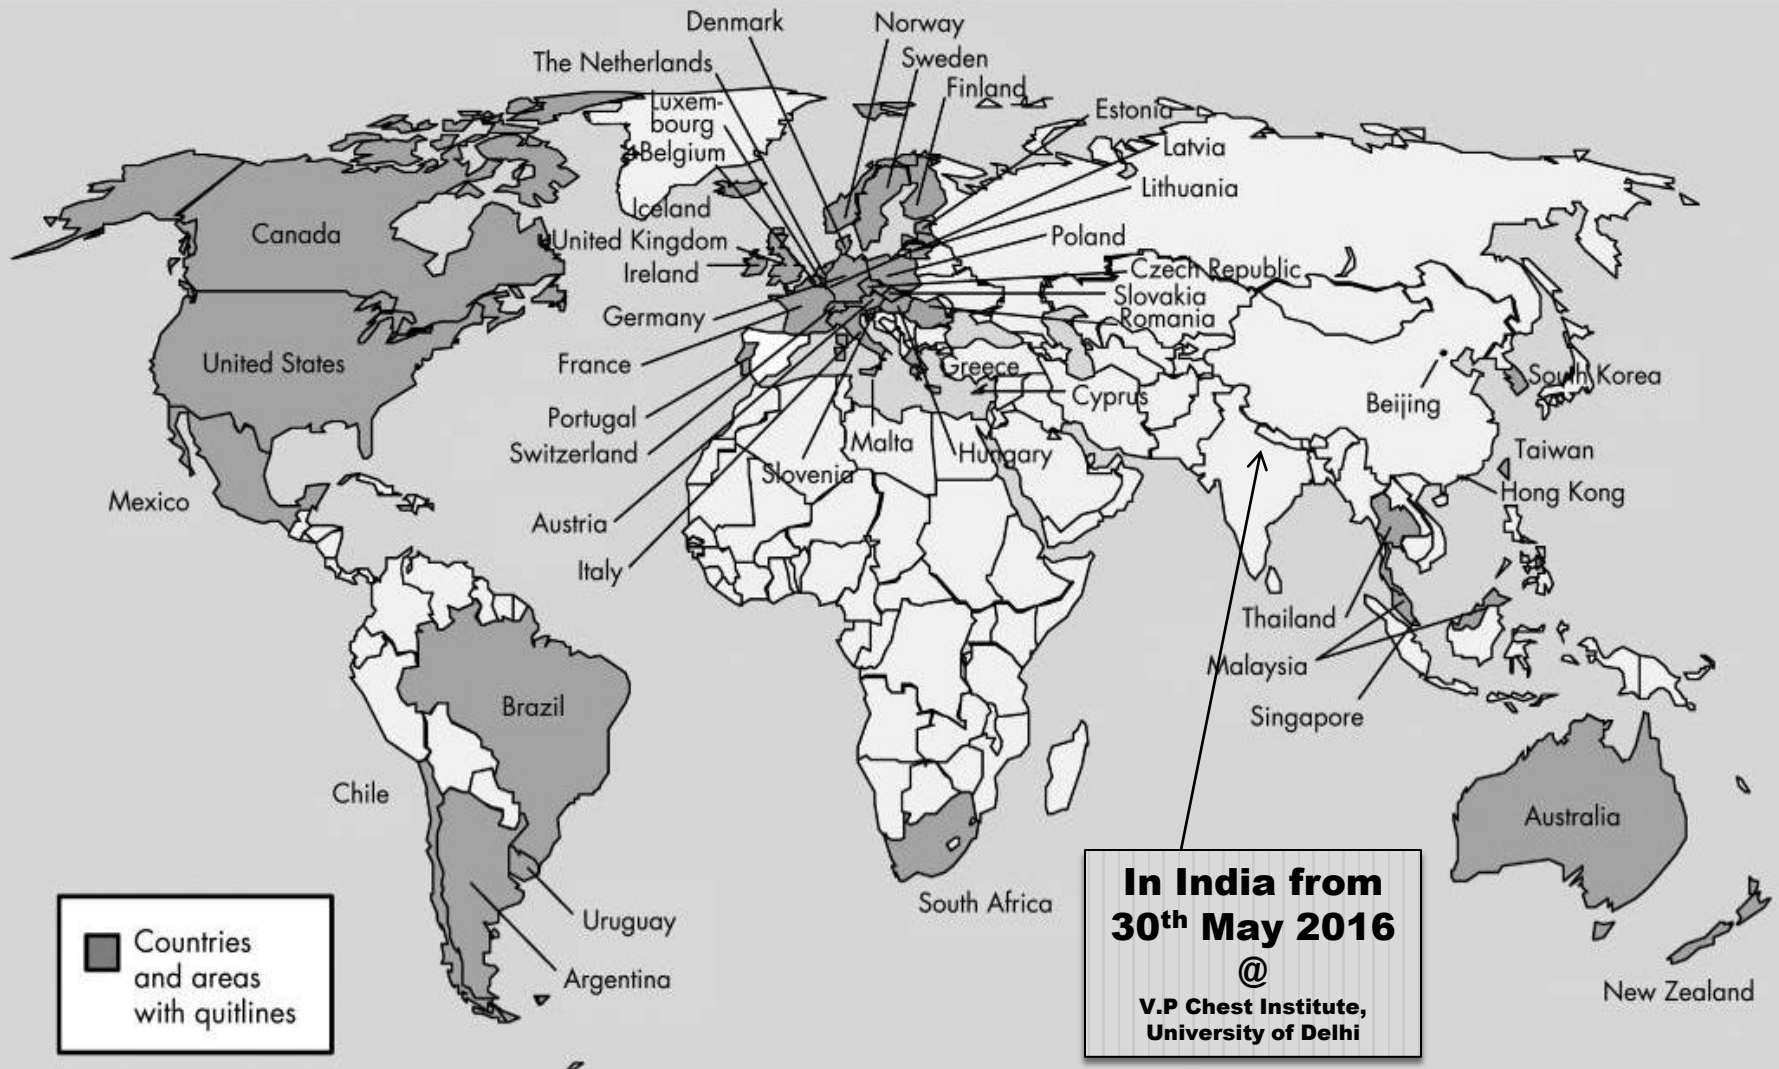 Denmark
Norway
The Netherlands
Sweden
Finland
Luxem-
bourg
Estonia
Belgium
Latvia
Lithuania
Iceland
Canada
United Kingdom
Poland
Ireland
Czech Republic
Slovakia
Germany
Romania
United States
France
Greece
South Korea
Cyprus
Beijing
Portugal
Malta
Switzerland
Hungary
Taiwan
Slovenia
Hong Kong
Mexico
Austria
Italy
Thailand
Malaysia
Brazil
Singapore
Chile
Australia
South Africa
Uruguay
Argentina
New Zealand
Countries
and areas
with quitlines
In India from
30th May 2016
@
V.P Chest Institute,
University of Delhi